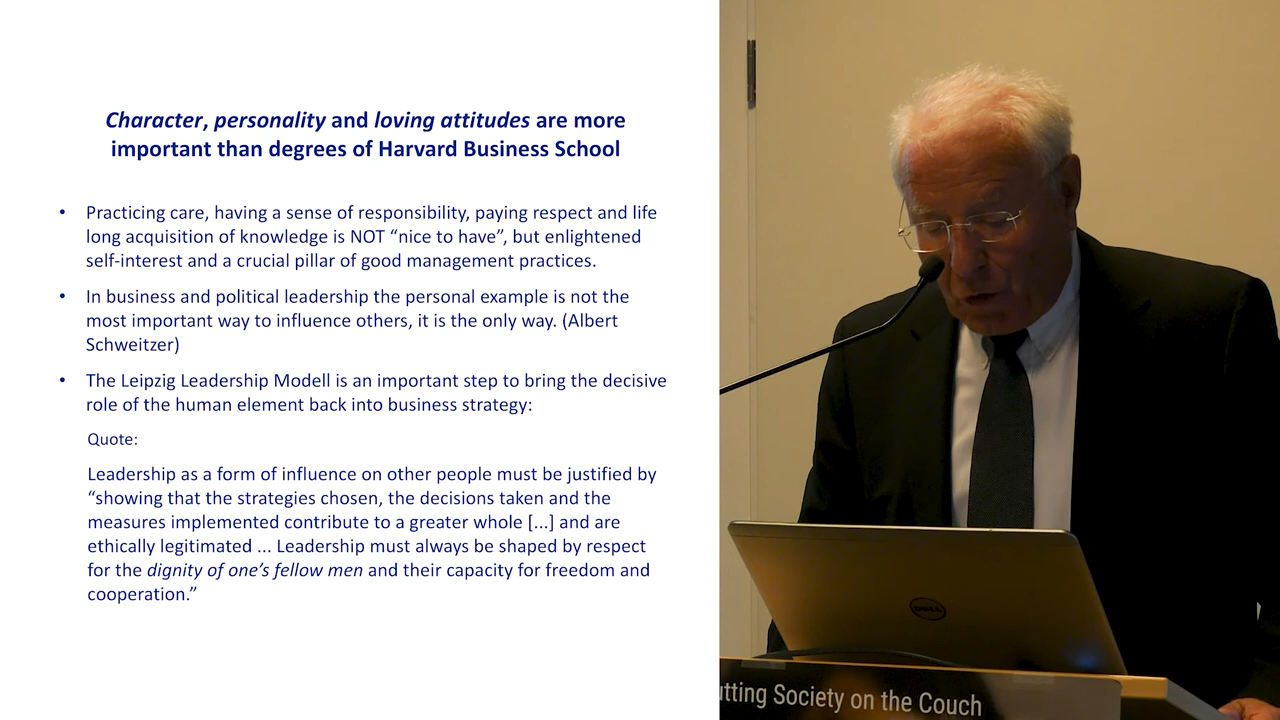 Character, personality and loving attitudes are more
important than degrees of Harvard Business School
• Practicing care, having a sense of responsibility, paying respect and life
long acquisition of knowledge is NOT “nice to have”, but enlightened
self-interest and a crucial pillar of good management practices.
• In business and political leadership the personal example is not the
most important way to influence others, it is the only way. (Albert
Schweitzer)
• The Leipzig Leadership Modell is an important step to bring the decisive
role of the human element back into business strategy:
Quote:
Leadership as a form of influence on other people must be justified by
“showing that the strategies chosen, the decisions taken and the
measures implemented contribute to a greater whole [...] and are
ethically legitimated ... Leadership must always be shaped by respect
for the dignity of one’s fellow men and their capacity for freedom and
cooperation.”
DELL
utting Society on the Couch